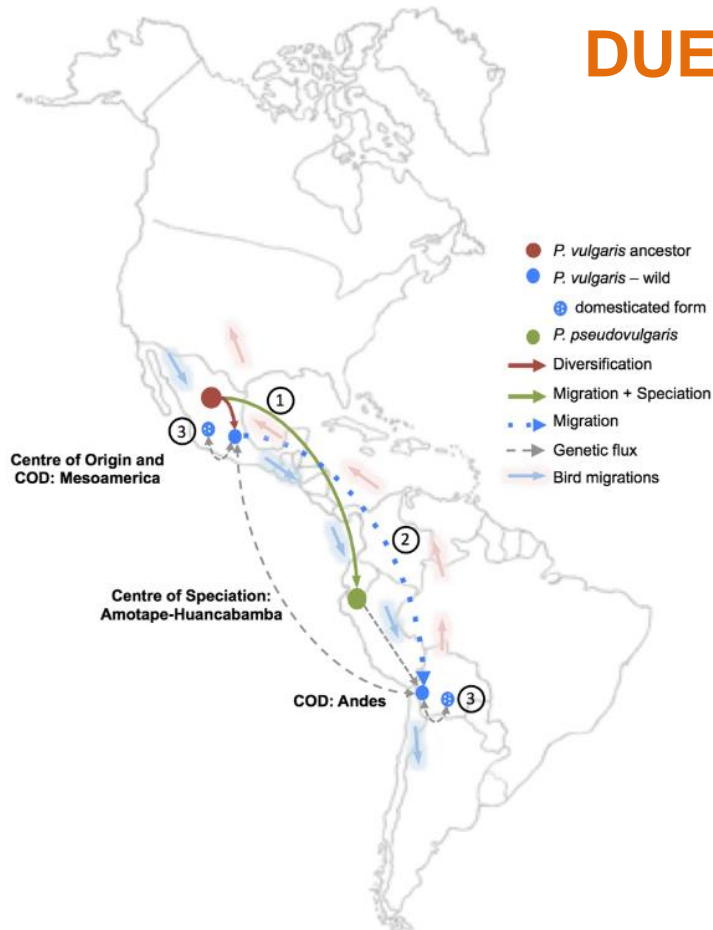 DUE
P. vulgaris ancestor
P. vulgaris – wild
domesticated form
P. pseudovulgaris
Diversification
Migration + Speciation
Migration
Genetic flux
Bird migrations
1
3
Centre of Origin and
COD: Mesoamerica
2
Centre of Speciation:
Amotape-Huancabamba
COD: Andes
3